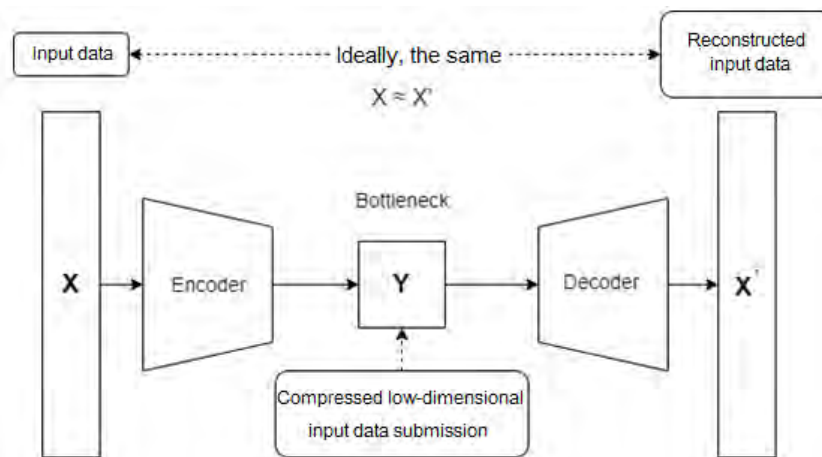 Input data
Ideally, the same
Reconstructed
input data
X ≈ X'
Bottleneck
X
Encoder
Y
Decoder
X'
Compressed low-dimensional
input data submission